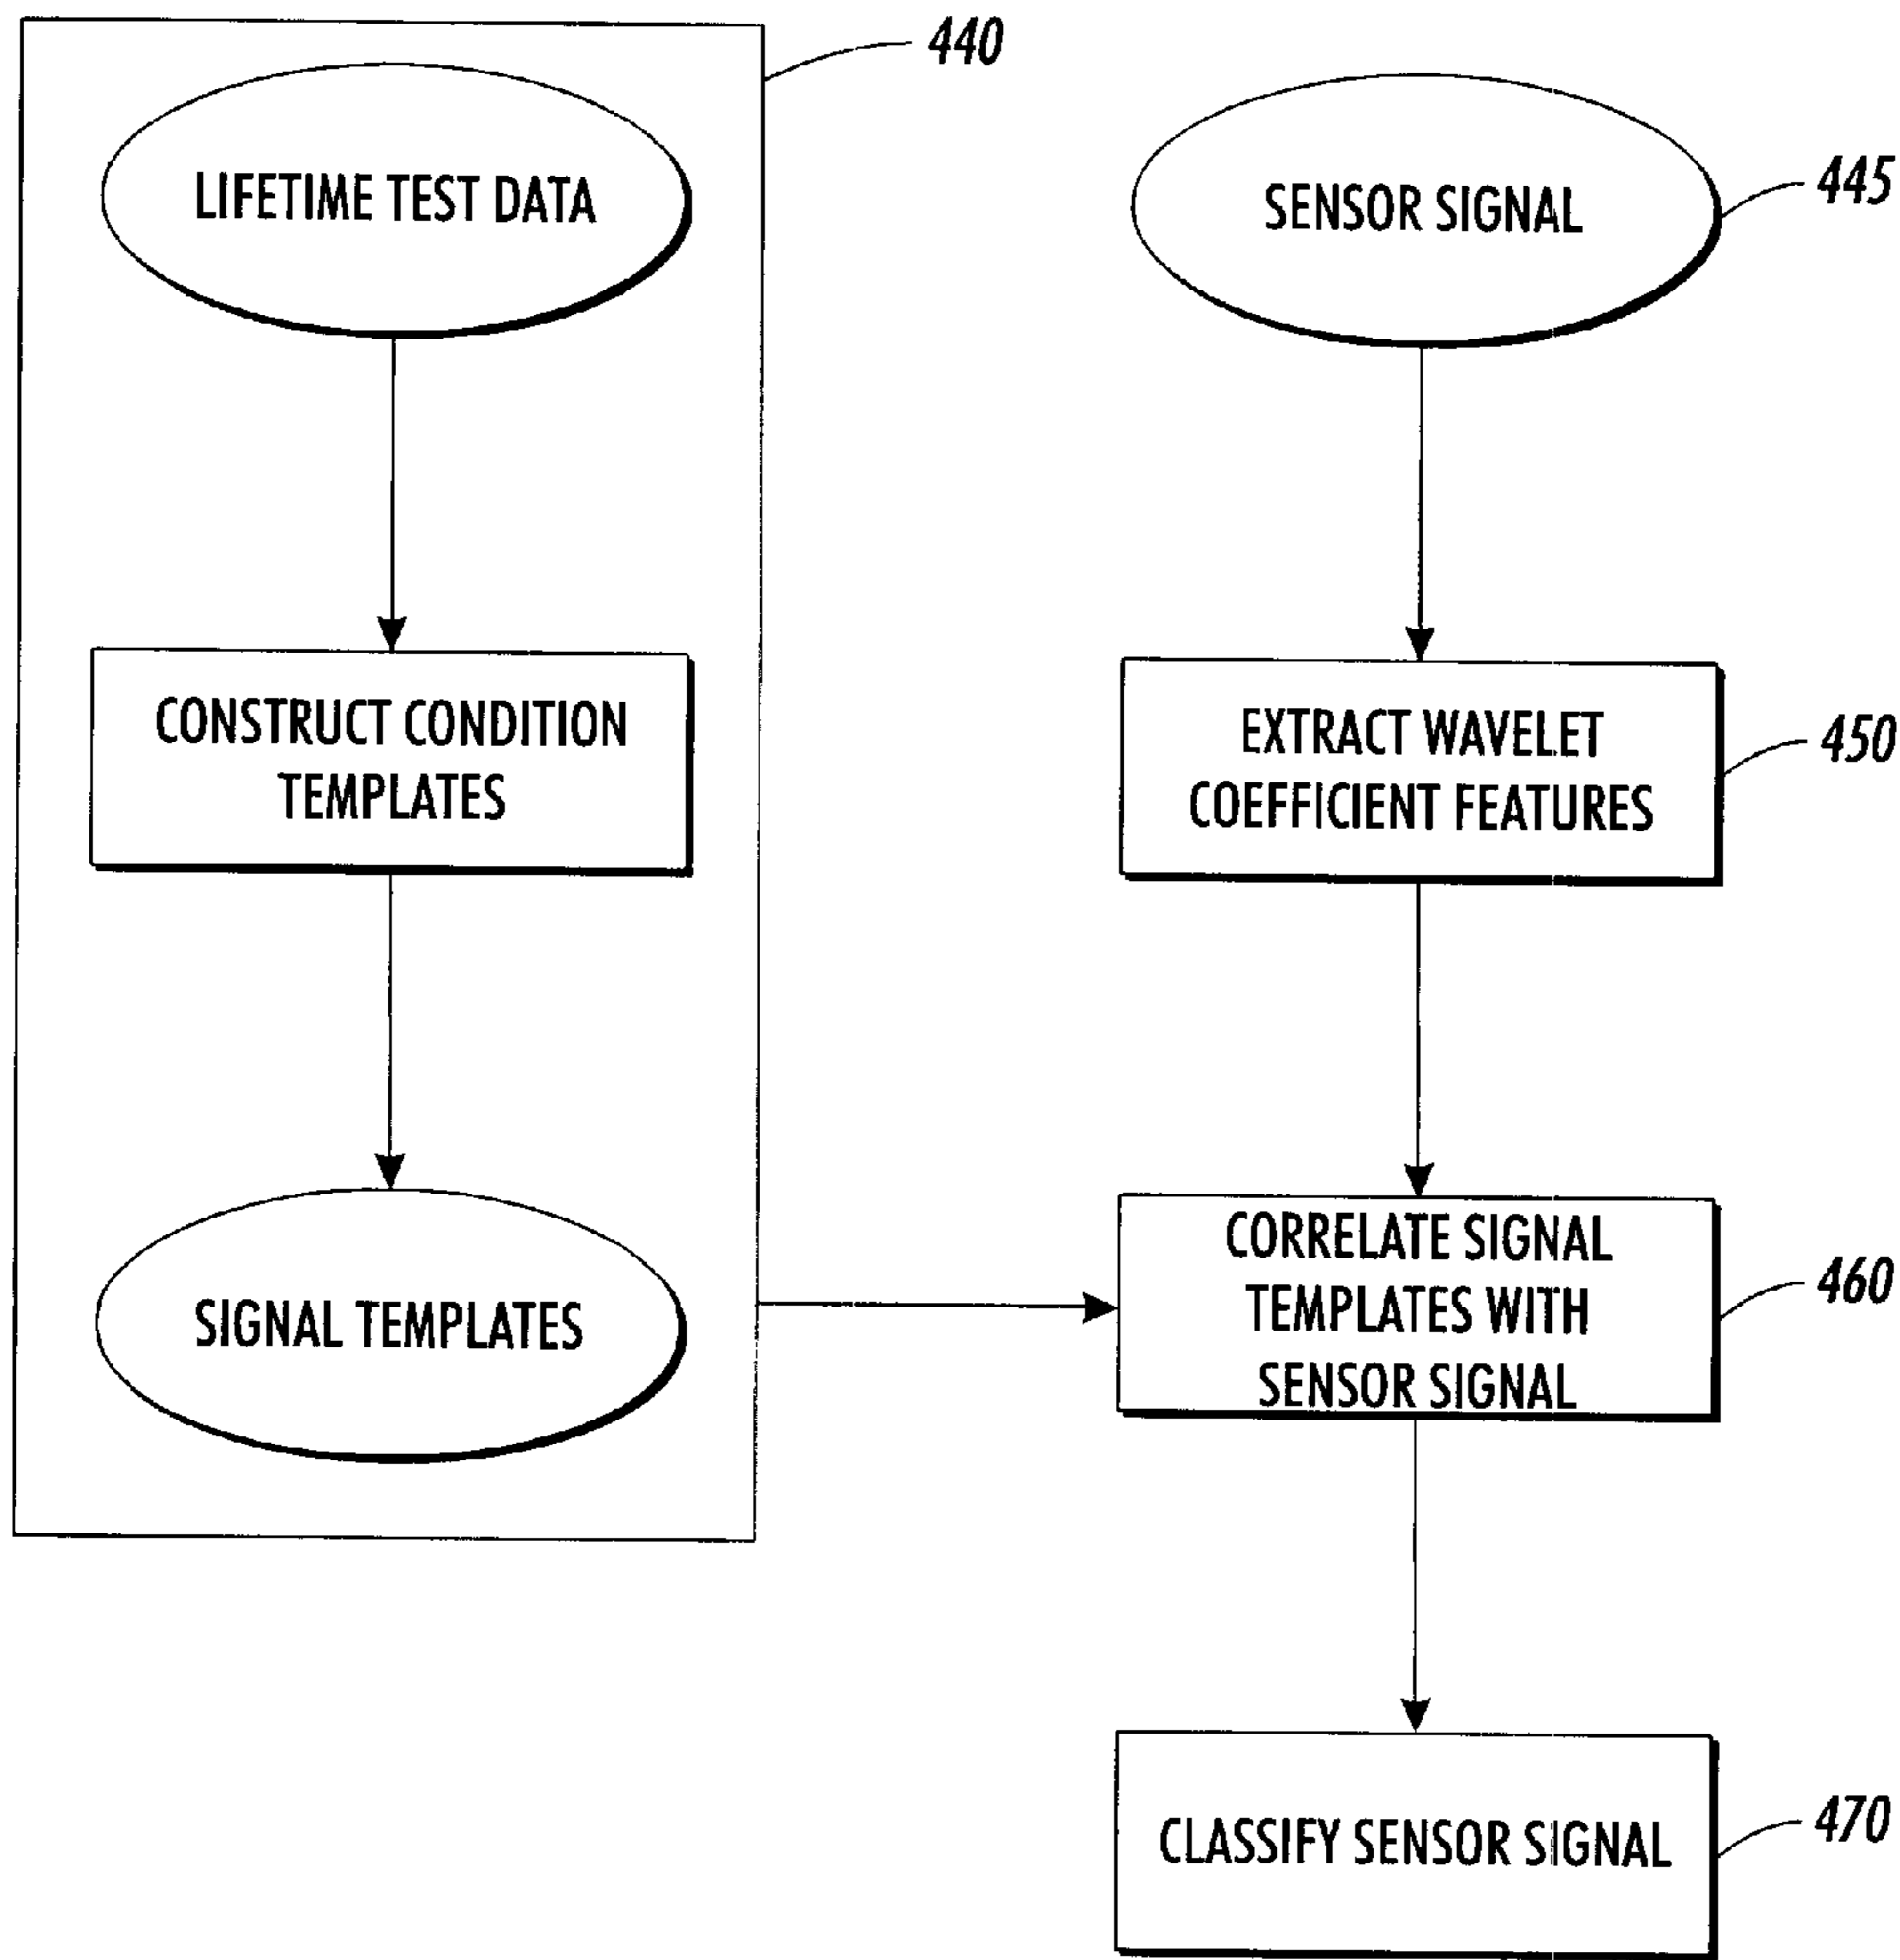 440
LIFETIME TEST DATA
CONSTRUCT CONDITION
TEMPLATES
SIGNAL TEMPLATES
SENSOR SIGNAL
445
EXTRACT WAVELET
COEFFICIENT FEATURES
450
CORRELATE SIGNAL
TEMPLATES WITH
SENSOR SIGNAL
460
CLASSIFY SENSOR SIGNAL
470